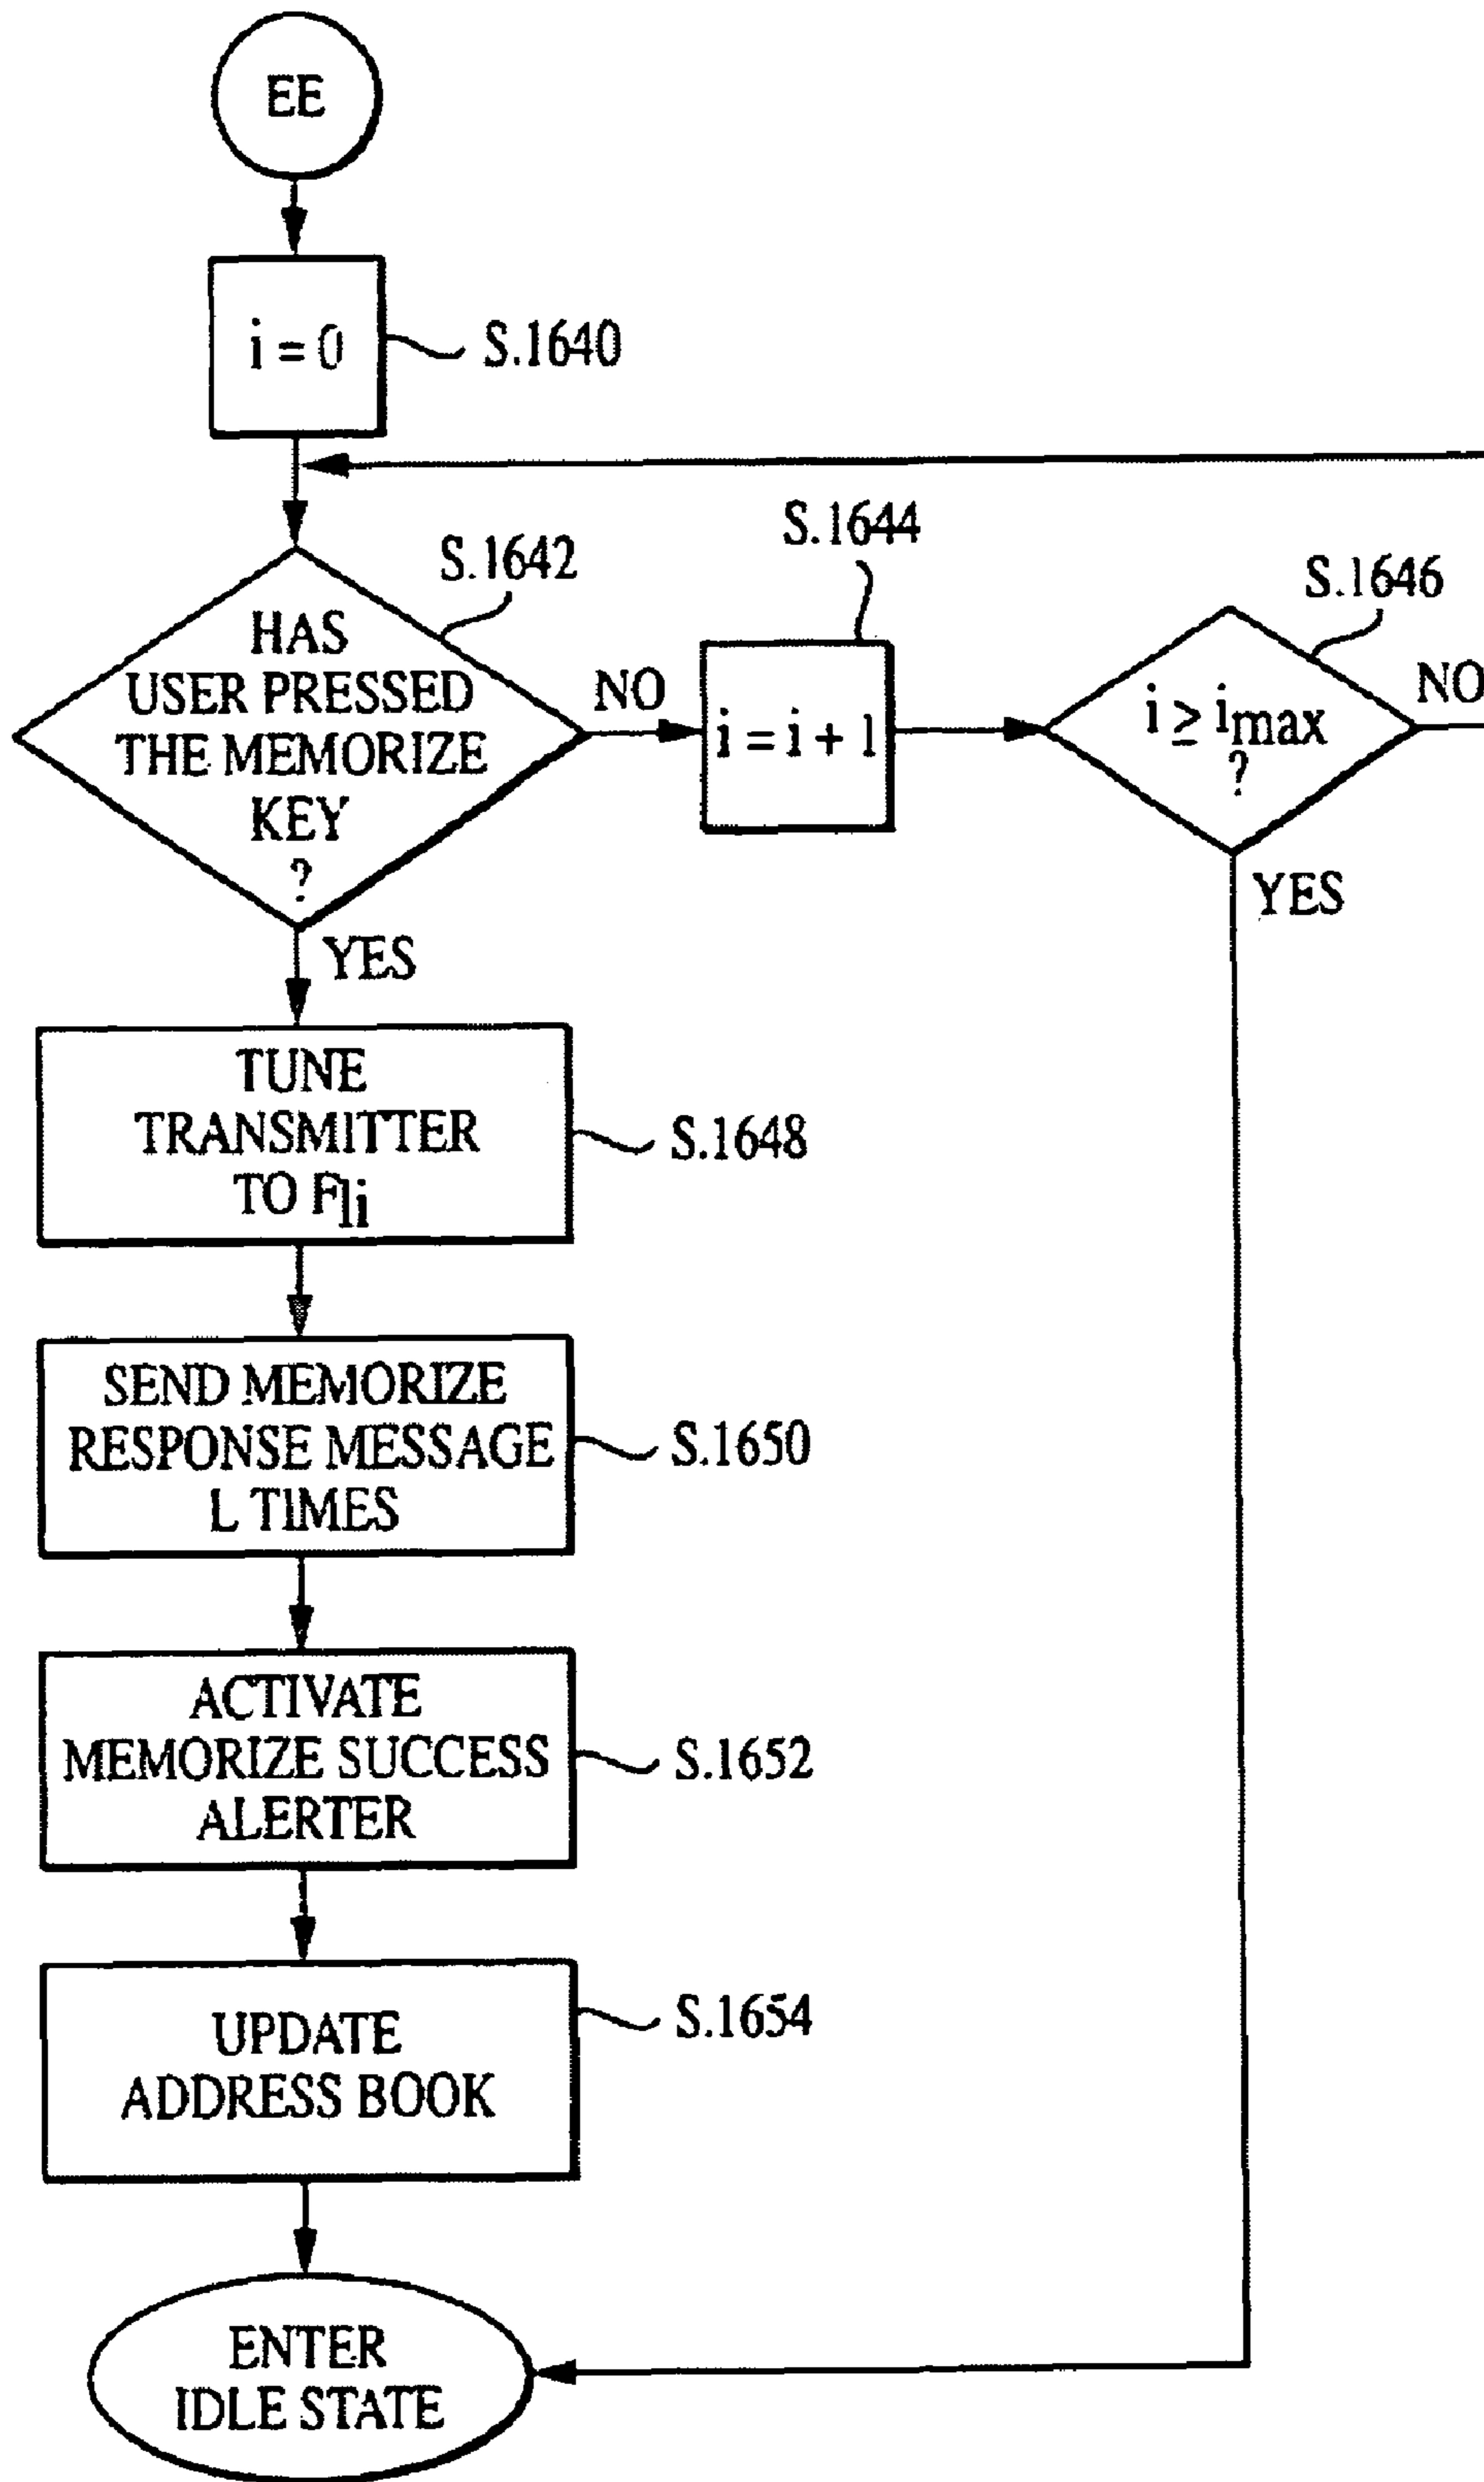 EE
i = 0
S.1640
S.1642
S.1644
S.1646
HAS
USER PRESSED
THE MEMORIZE
KEY
?
NO
i = i + 1
i ≥ imax
?
NO
YES
YES
TUNE
TRANSMITTER
TO F1i
S.1648
SEND MEMORIZE
RESPONSE MESSAGE
L TIMES
S.1650
ACTIVATE
MEMORIZE SUCCESS
ALERTER
S.1652
UPDATE
ADDRESS BOOK
S.1654
ENTER
IDLE STATE